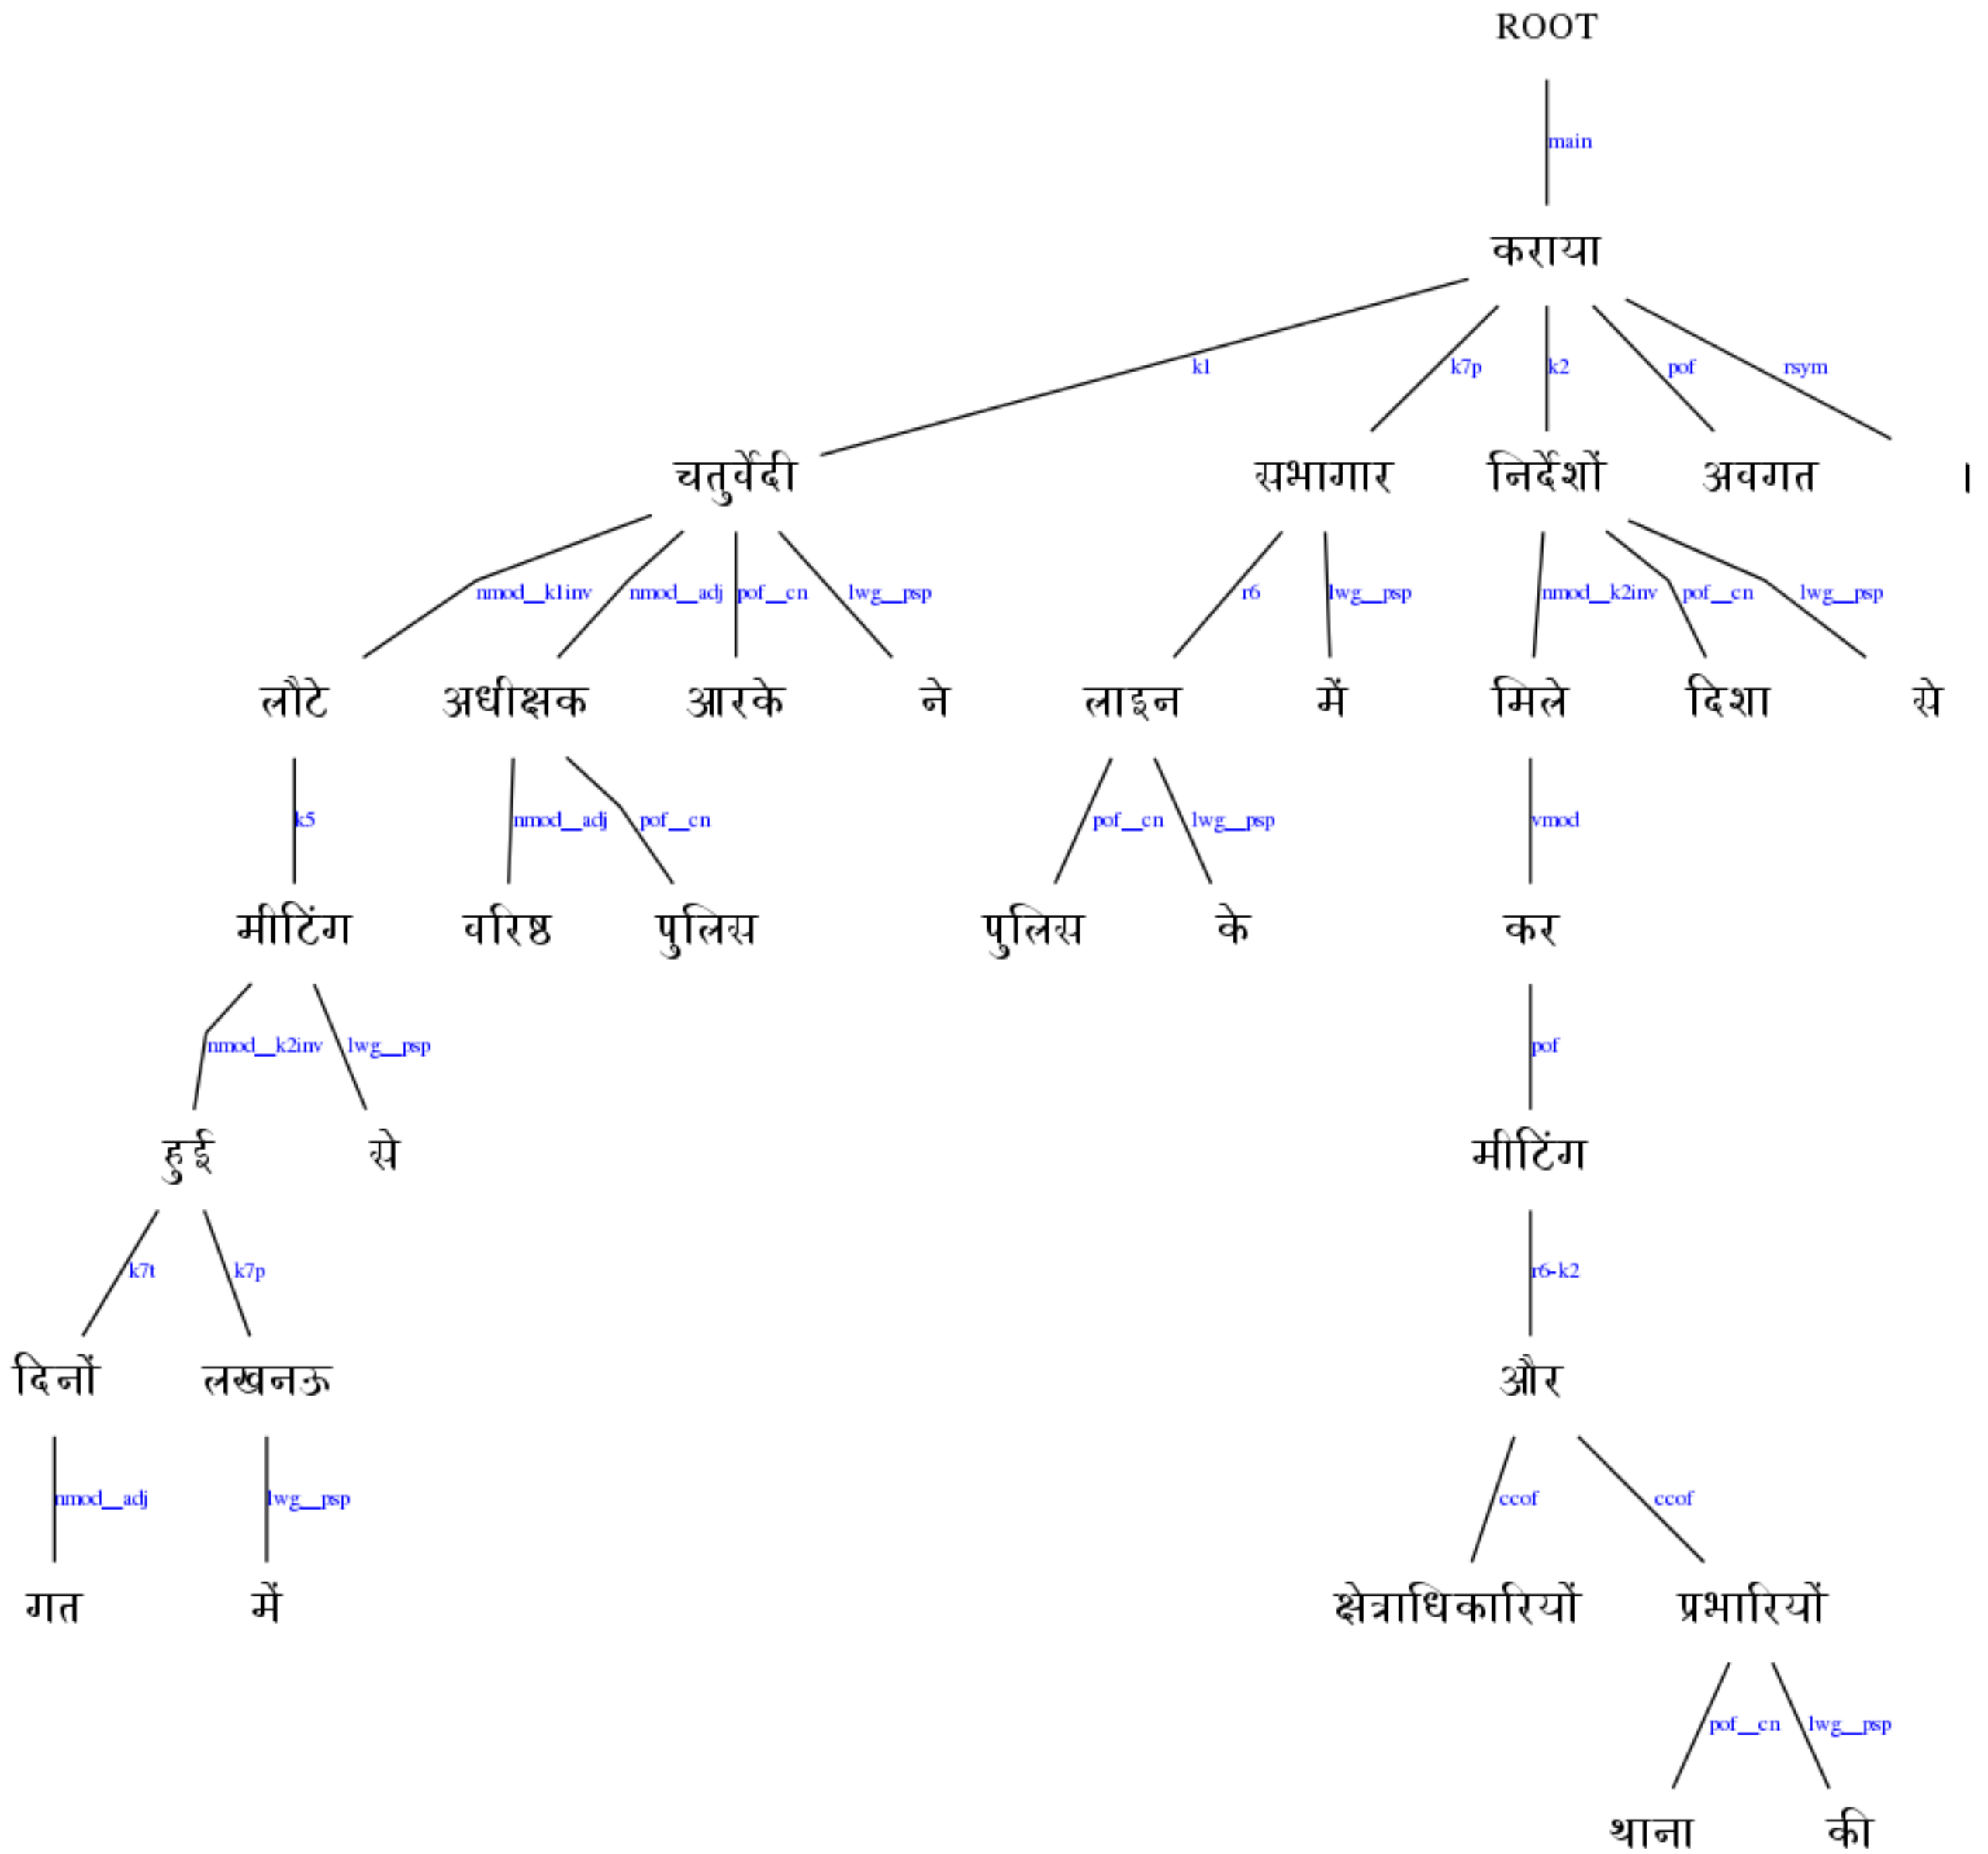 ROOT
main
कराया
k1 k7p k2 pof rsym
चतुर्वेदी सभागार निर्देशों अवगत ।
nmod__k1inv nmod__adj pof__cn lwg__psp r6 lwg__psp nmod__k2inv pof__cn lwg__psp
लौटे अधीक्षक आरके ने लाइन में मिले दिशा से
k5 nmod__adj pof__cn pof__cn lwg__psp vmod
मीटिंग वरिष्ठ पुलिस पुलिस के कर
nmod__k2inv lwg__psp pof
हुई से मीटिंग
k7t k7p r6-k2
दिनों लखनऊ और
nmod__adj lwg__psp ccof ccof
गत में क्षेत्राधिकारियों प्रभारियों
pof__cn lwg__psp
थाना की